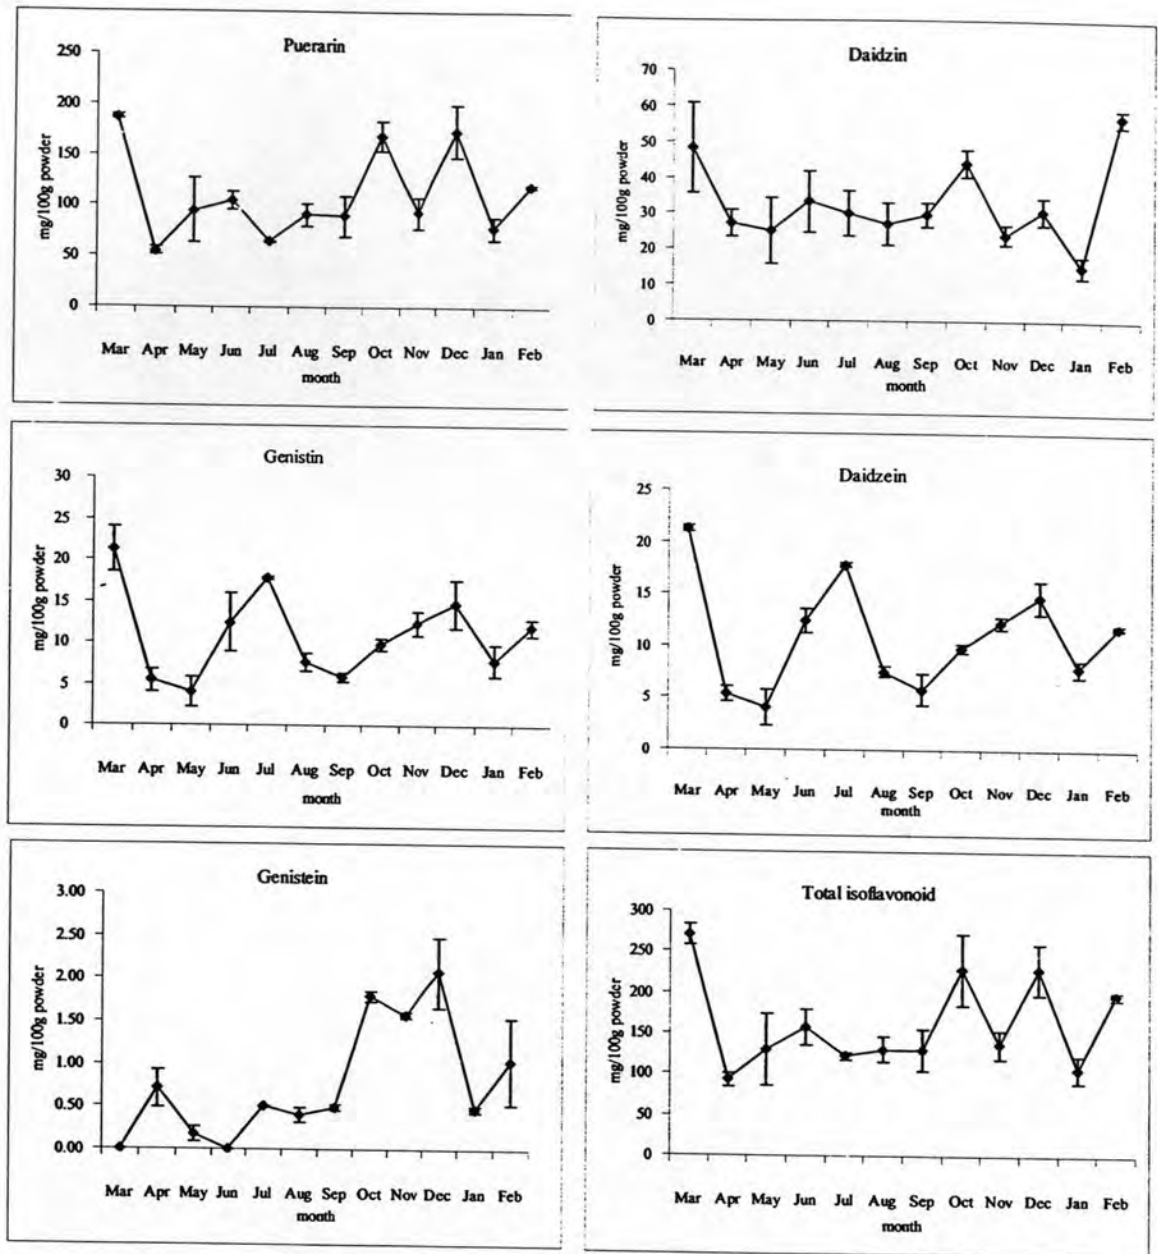 Puerarin
250
200
150
100
50
0
mg/100g powder
Mar Apr May Jun Jul Aug Sep Oct Nov Dec Jan Feb
month
Daidzin
70
60
50
40
30
20
10
0
mg/100g powder
Mar Apr May Jun Jul Aug Sep Oct Nov Dec Jan Feb
month
Genistin
30
25
20
15
10
5
0
mg/100g powder
Mar Apr May Jun Jul Aug Sep Oct Nov Dec Jan Feb
month
Daidzein
25
20
15
10
5
0
mg/100g powder
Mar Apr May Jun Jul Aug Sep Oct Nov Dec Jan Feb
month
Genistein
3.00
2.50
2.00
1.50
1.00
0.50
0.00
mg/100g powder
Mar Apr May Jun Jul Aug Sep Oct Nov Dec Jan Feb
Total isoflavonoid
300
250
200
150
100
50
0
mg/100g powder
Mar Apr May Jun Jul Aug Sep Oct Nov Dec Jan Feb
month